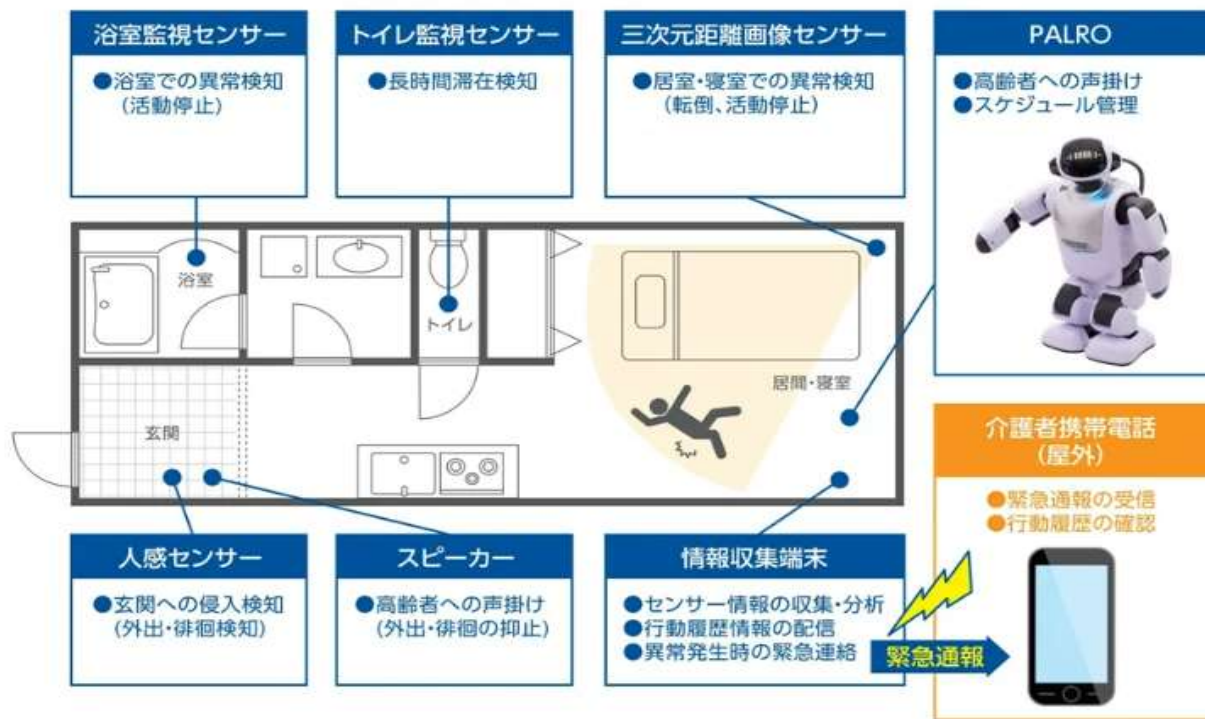 浴室監視センサー
●浴室での異常検知
(活動停止)
トイレ監視センサー
●長時間滞在検知
三次元距離画像センサー
●居室・寝室での異常検知
(転倒、活動停止)
PALRO
●高齢者への声掛け
●スケジュール管理
浴室
トイレ
居間・寝室
玄関
介護者携帯電話
(屋外)
●緊急通報の受信
●行動履歴の確認
人感センサー
●玄関への侵入検知
(外出・徘徊検知)
スピーカー
●高齢者への声掛け
(外出・徘徊の抑止)
情報収集端末
●センサー情報の収集・分析
●行動履歴情報の配信
●異常発生時の緊急連絡
緊急通報